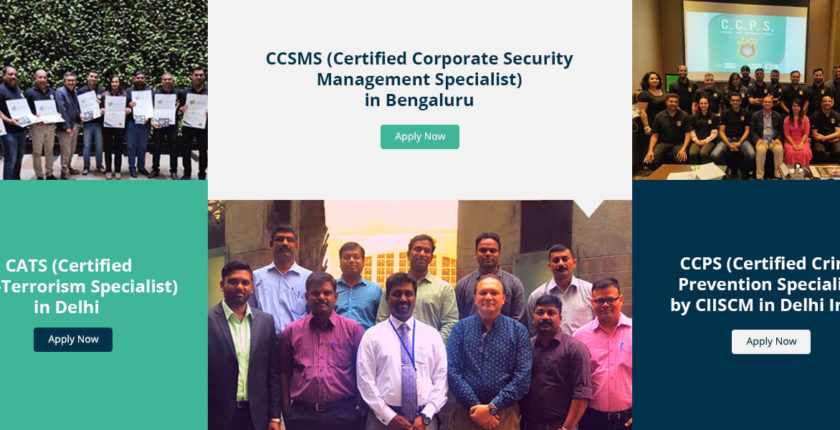 CCSMS (Certified Corporate Security
Management Specialist)
in Bengaluru
Apply Now
C.C.P.S.
CATS (Certified
-Terrorism Specialist)
in Delhi
Apply Now
CCPS (Certified Cri
Prevention Speciali
by CIISCM in Delhi I
Apply Now